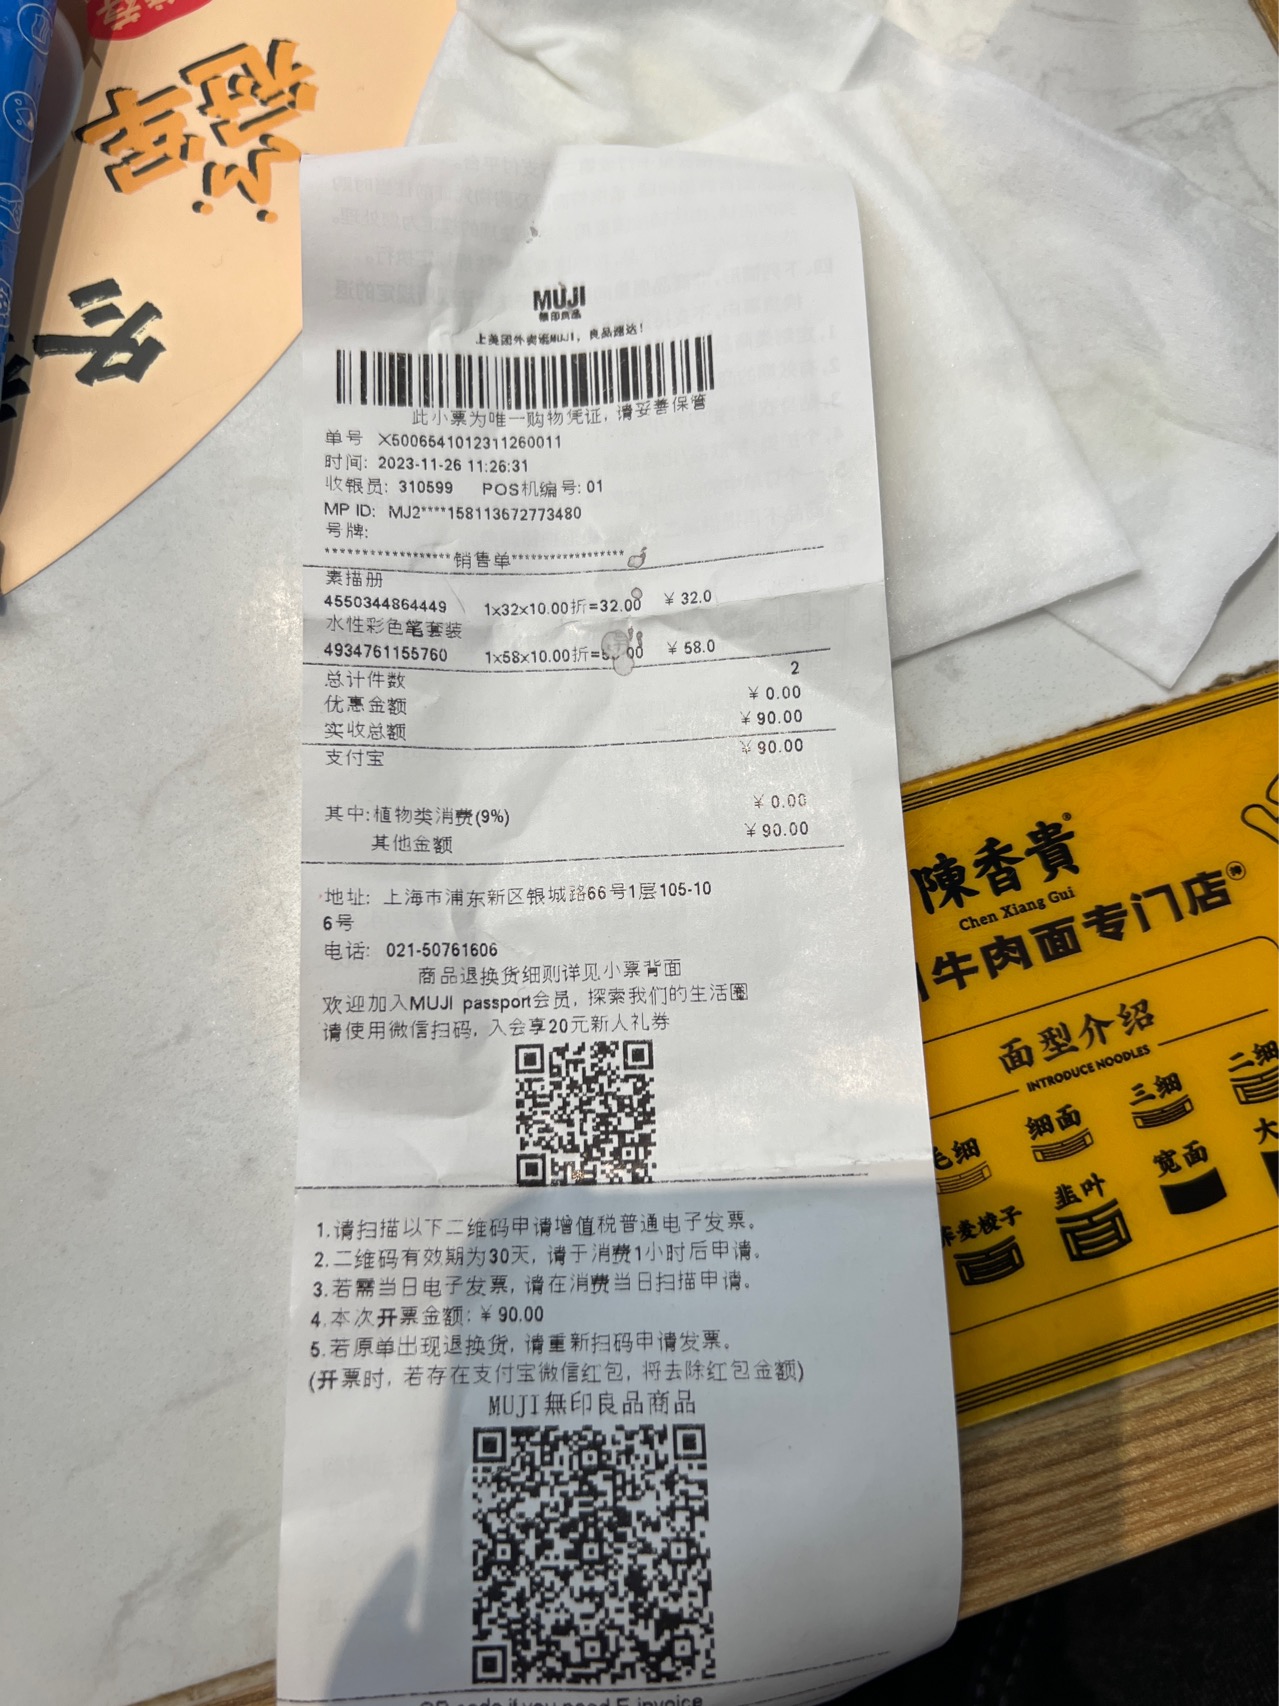 MUJI
無印良品
上美团外卖逛MUJI，良品速达！
此小票为唯一购物凭证，请妥善保管
单号 X5006541012311260011
时间: 2023-11-26 11:26:31
收银员: 310599 POS机编号: 01
MP ID: MJ2****158113672773480
号牌:
******************销售单******************
素描册
4550344864449 1x32x10.00折=32.00 ￥32.0
水性彩色笔套装
4934761155760 1x58x10.00折= ￥58.0
总计件数 2
优惠金额 ￥0.00
实收总额 ￥90.00
支付宝 ￥90.00
其中:植物类消费(9%) ￥0.00
其他金额 ￥90.00
地址: 上海市浦东新区银城路66号1层105-10
6号
电话: 021-50761606
商品退换货细则详见小票背面
欢迎加入MUJI passport会员, 探索我们的生活圈
请使用微信扫码, 入会享20元新人礼券
1.请扫描以下二维码申请增值税普通电子发票。
2.二维码有效期为30天, 请于消费1小时后申请。
3.若需当日电子发票, 请在消费当日扫描申请。
4.本次开票金额: ￥90.00
5.若原单出现退换货, 请重新扫码申请发票。
(开票时, 若存在支付宝微信红包, 将去除红包金额)
MUJI無印良品商品
QR code if you need E-invoice
陳香貴®
Chen Xiang Gui
牛肉面专门店
面型介绍
INTRODUCE NOODLES
毛细 细面 三细 二细
荞麦棱子 韭叶 宽面 大